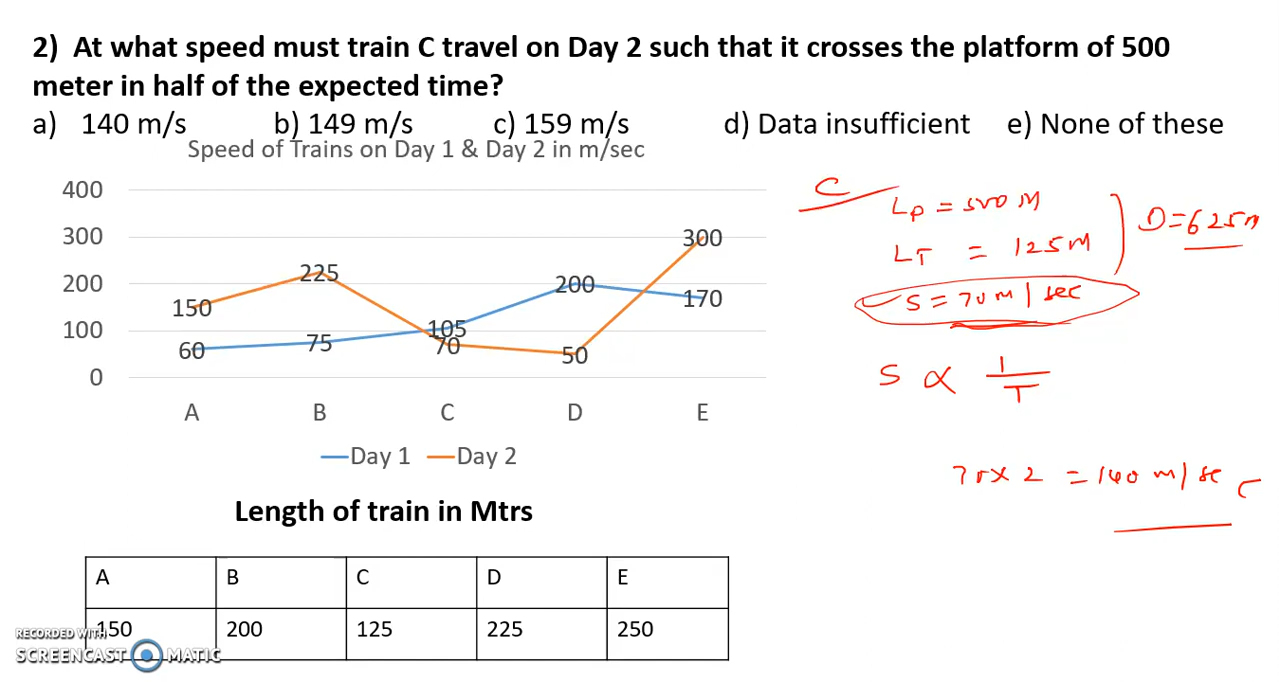 2) At what speed must train C travel on Day 2 such that it crosses the platform of 500
meter in half of the expected time?
a) 140 m/s b) 149 m/s c) 159 m/s d) Data insufficient e) None of these
Speed of Trains on Day 1 & Day 2 in m/sec
400
300
200
100
0
150
225
105
70
200
50
300
170
60
75
A B C D E
Day 1 Day 2
Length of train in Mtrs
A B C D E
150 200 125 225 250
RECORDED WITH
SCREENCAST MATIC
C
LP = 500 M
LT = 125 M
D = 625 m
S = 70 m / sec
S ∝ 1/T
70 x 2 = 140 m / sec